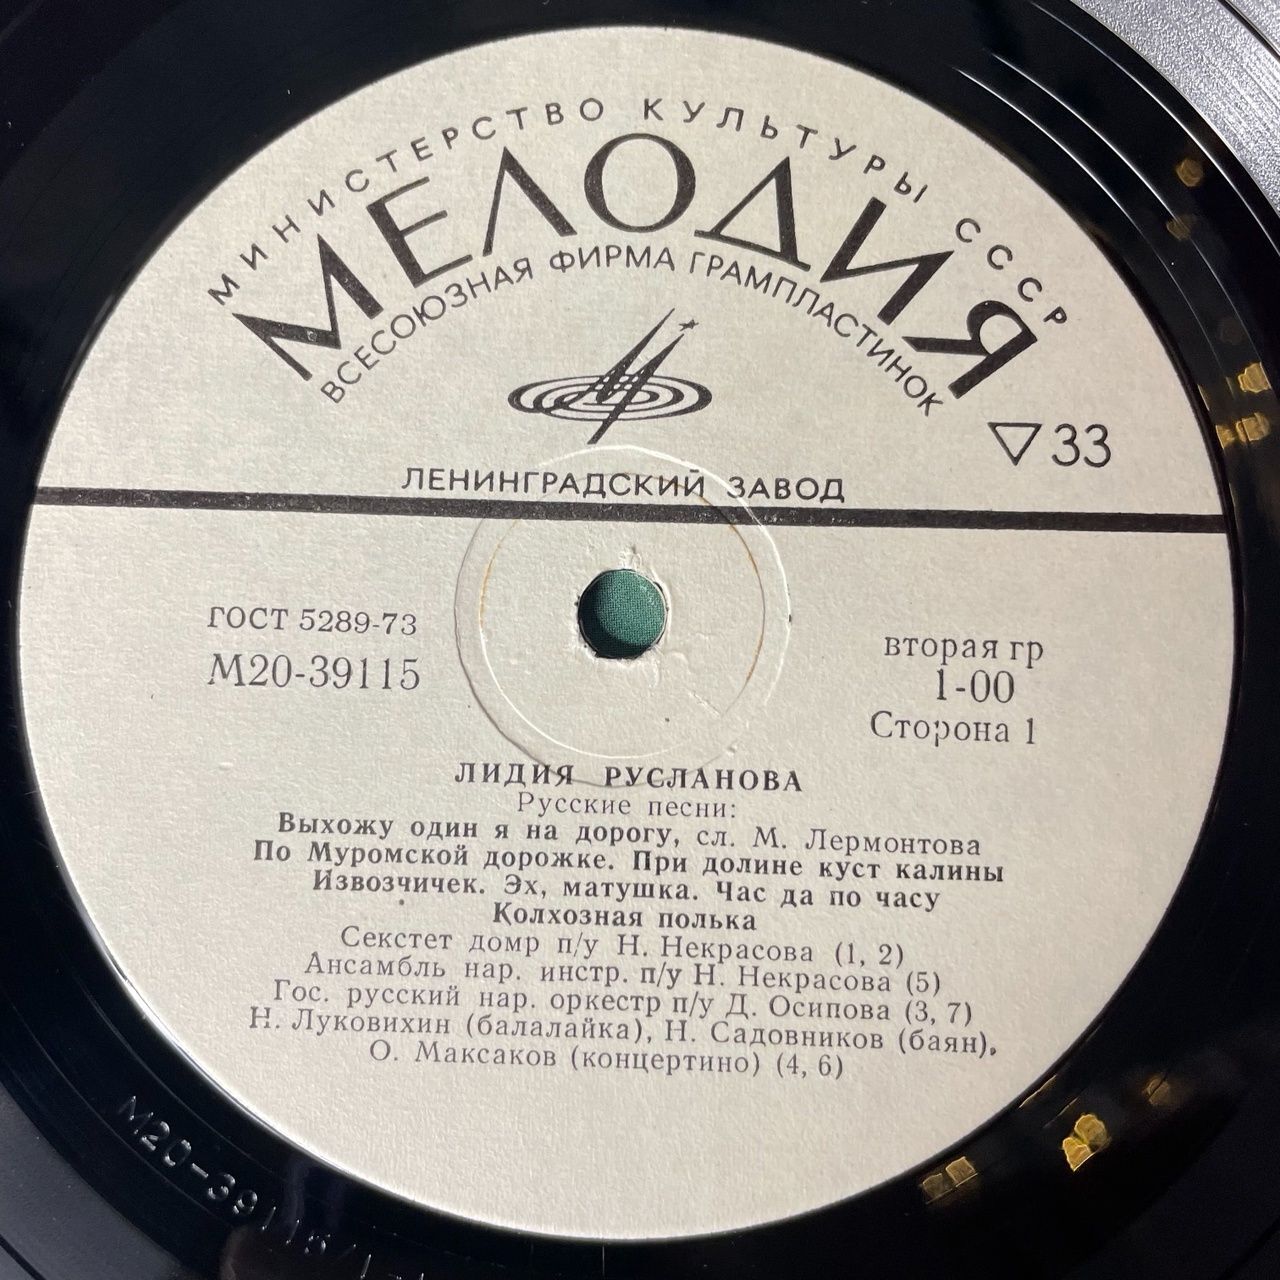 МИНИСТЕРСТВО КУЛЬТУРЫ СССР
МЕЛОДИЯ
ВСЕСОЮЗНАЯ ФИРМА ГРАМПЛАСТИНОК
▽33
ЛЕНИНГРАДСКИЙ ЗАВОД
ГОСТ 5289-73
М20-39115
вторая гр
1-00
Сторона 1
ЛИДИЯ РУСЛАНОВА
Русские песни:
Выхожу один я на дорогу, сл. М. Лермонтова
По Муромской дорожке. При долине куст калины
Извозчичек. Эх, матушка. Час да по часу
Колхозная полька
Секстет домр п/у Н. Некрасова (1, 2)
Ансамбль нар. инстр. п/у Н. Некрасова (5)
Гос. русский нар. оркестр п/у Д. Осипова (3, 7)
Н. Луковихин (балалайка), Н. Садовников (баян),
О. Максаков (концертино) (4, 6)
М20-39115/1-